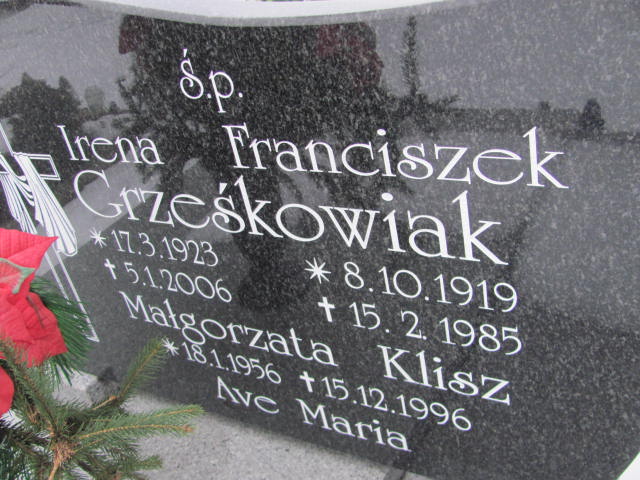 Ś.p.
Irena Franciszek
Grześkowiak
* 17.3.1923 * 8.10.1919
† 5.1.2006 † 15.2.1985
Małgorzata Klisz
* 18.1.1956 † 15.12.1996
Ave Maria